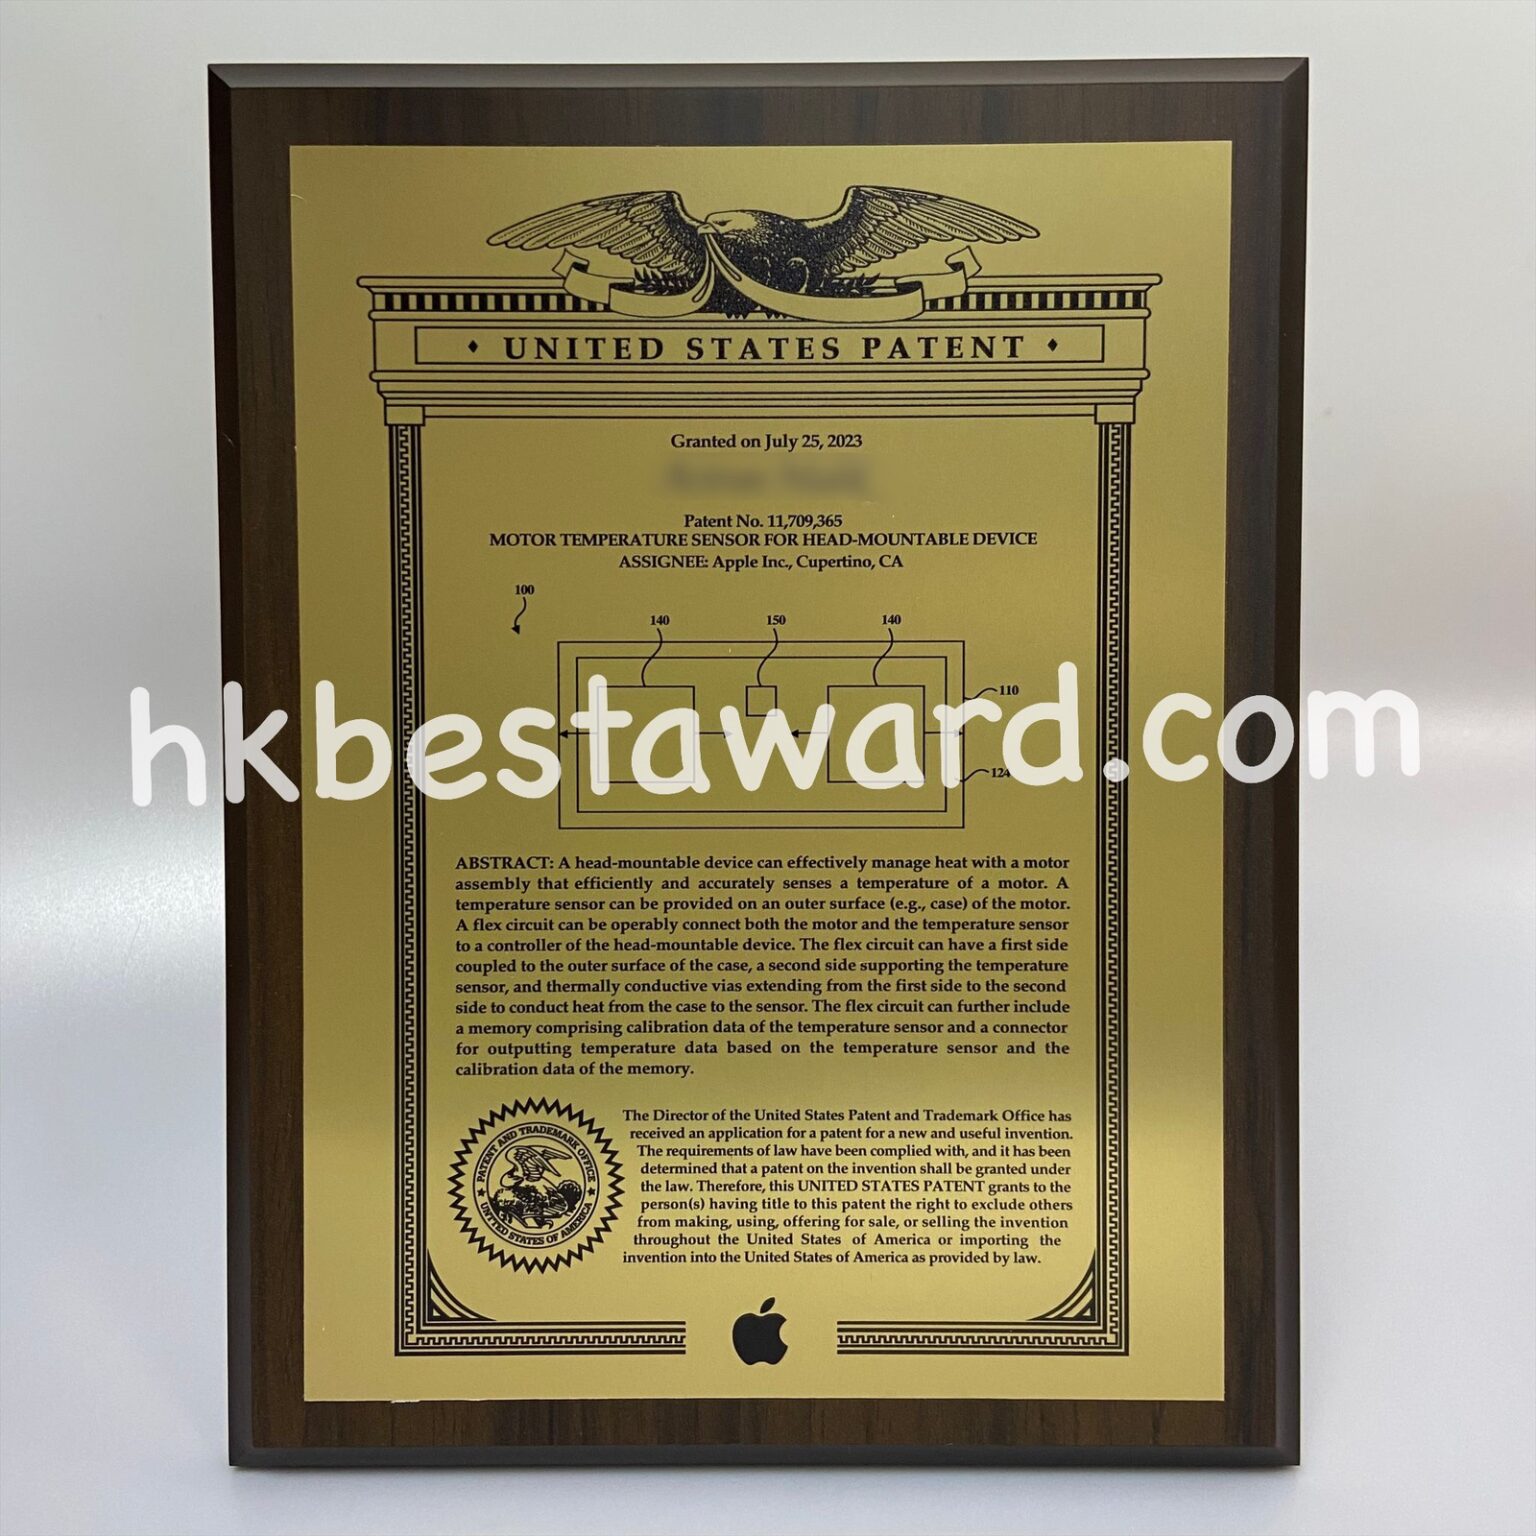 UNITED STATES PATENT
Granted on July 25, 2023
Patent No. 11,709,365
MOTOR TEMPERATURE SENSOR FOR HEAD-MOUNTABLE DEVICE
ASSIGNEE: Apple Inc., Cupertino, CA
100
140 150 140
110
hkbestaward.com
124
ABSTRACT: A head-mountable device can effectively manage heat with a motor
assembly that efficiently and accurately senses a temperature of a motor. A
temperature sensor can be provided on an outer surface (e.g., case) of the motor.
A flex circuit can be operably connect both the motor and the temperature sensor
to a controller of the head-mountable device. The flex circuit can have a first side
coupled to the outer surface of the case, a second side supporting the temperature
sensor, and thermally conductive vias extending from the first side to the second
side to conduct heat from the case to the sensor. The flex circuit can further include
a memory comprising calibration data of the temperature sensor and a connector
for outputting temperature data based on the temperature sensor and the
calibration data of the memory.
PATENT AND TRADEMARK OFFICE
UNITED STATES OF AMERICA
The Director of the United States Patent and Trademark Office has
received an application for a patent for a new and useful invention.
The requirements of law have been complied with, and it has been
determined that a patent on the invention shall be granted under
the law. Therefore, this UNITED STATES PATENT grants to the
person(s) having title to this patent the right to exclude others
from making, using, offering for sale, or selling the invention
throughout the United States of America or importing the
invention into the United States of America as provided by law.